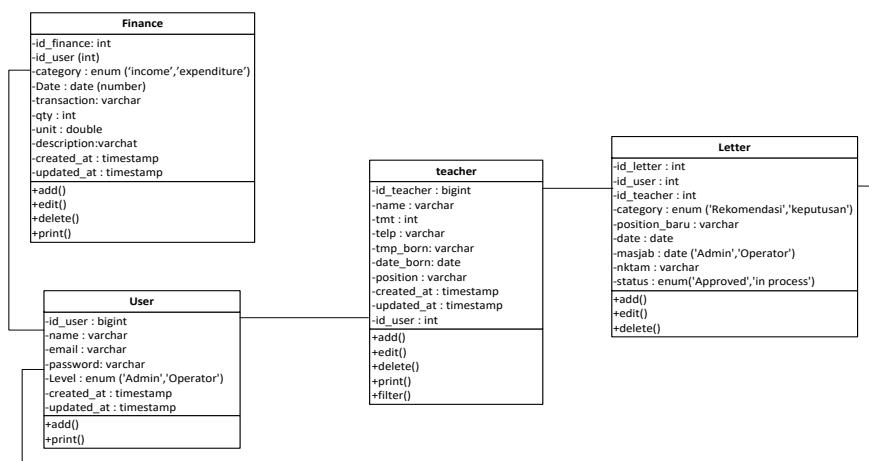 Finance
-id_finance: int
-id_user (int)
-category : enum (‘income’,’expenditure’)
-Date : date (number)
-transaction: varchar
-qty : int
-unit : double
-description:varchat
-created_at : timestamp
-updated_at : timestamp
+add()
+edit()
+delete()
+print()
User
-id_user : bigint
-name : varchar
-email : varchar
-password: varchar
-Level : enum ('Admin','Operator')
-created_at : timestamp
-updated_at : timestamp
+add()
+print()
teacher
-id_teacher : bigint
-name : varchar
-tmt : int
-telp : varchar
-tmp_born: varchar
-date_born: date
-position : varchar
-created_at : timestamp
-updated_at : timestamp
-id_user : int
+add()
+edit()
+delete()
+print()
+filter()
Letter
-id_letter : int
-id_user : int
-id_teacher : int
-category : enum ('Rekomendasi','keputusan')
-position_baru : varchar
-date : date
-masjab : date ('Admin','Operator')
-nktam : varchar
-status : enum('Approved','in process')
+add()
+edit()
+delete()